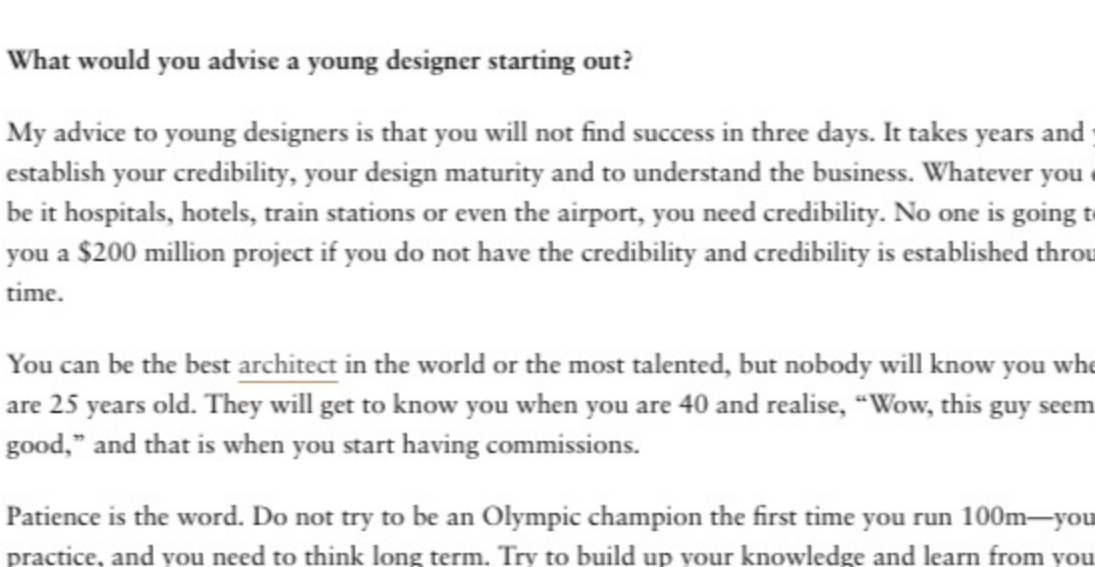 What would you advise a young designer starting out?
My advice to young designers is that you will not find success in three days. It takes years and
establish your credibility, your design maturity and to understand the business. Whatever you
be it hospitals, hotels, train stations or even the airport, you need credibility. No one is going
you a $200 million project if you do not have the credibility and credibility is established
time.
You can be the best architect in the world or the most talented, but nobody will know you
are 25 years old. They will get to know you when you are 40 and realise, “Wow, this guy
good,” and that is when you start having commissions.
Patience is the word. Do not try to be an Olympic champion the first time you run 100m—you
practice, and you need to think long term. Try to build up your knowledge and learn from